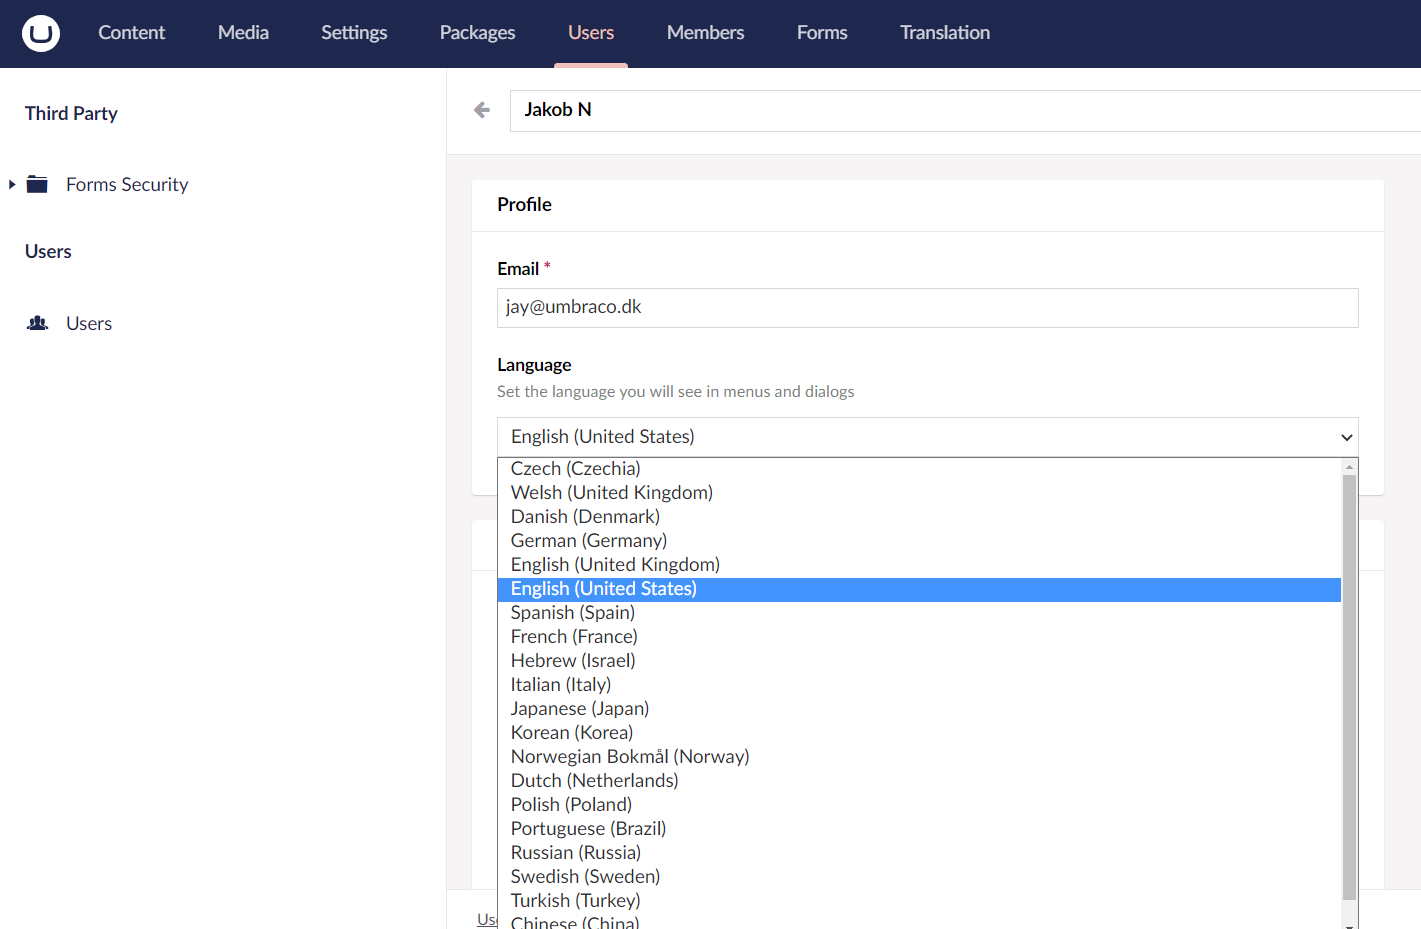 Content Media Settings Packages Users Members Forms Translation
Third Party
Forms Security
Users
Users
Jakob N
Profile
Email *
jay@umbraco.dk
Language
Set the language you will see in menus and dialogs
English (United States)
Czech (Czechia)
Welsh (United Kingdom)
Danish (Denmark)
German (Germany)
English (United Kingdom)
English (United States)
Spanish (Spain)
French (France)
Hebrew (Israel)
Italian (Italy)
Japanese (Japan)
Korean (Korea)
Norwegian Bokmål (Norway)
Dutch (Netherlands)
Polish (Poland)
Portuguese (Brazil)
Russian (Russia)
Swedish (Sweden)
Turkish (Turkey)
Chinese (China)